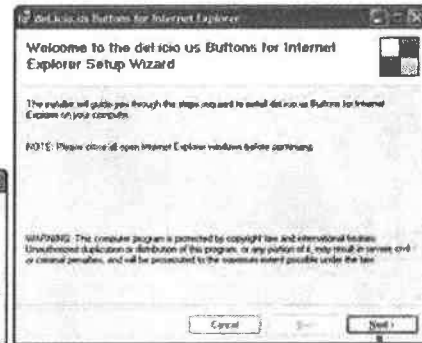 del.icio.us Buttons for Internet Explorer
Welcome to the del.icio.us Buttons for Internet
Explorer Setup Wizard
The installer will guide you through the steps required to install del.icio.us Buttons for Internet
Explorer on your computer.
NOTE: Please close all open Internet Explorer windows before continuing.
WARNING: This computer program is protected by copyright law and international treaties.
Unauthorized duplication or distribution of this program, or any portion of it, may result in severe civil
or criminal penalties, and will be prosecuted to the maximum extent possible under the law.
Cancel
Next >